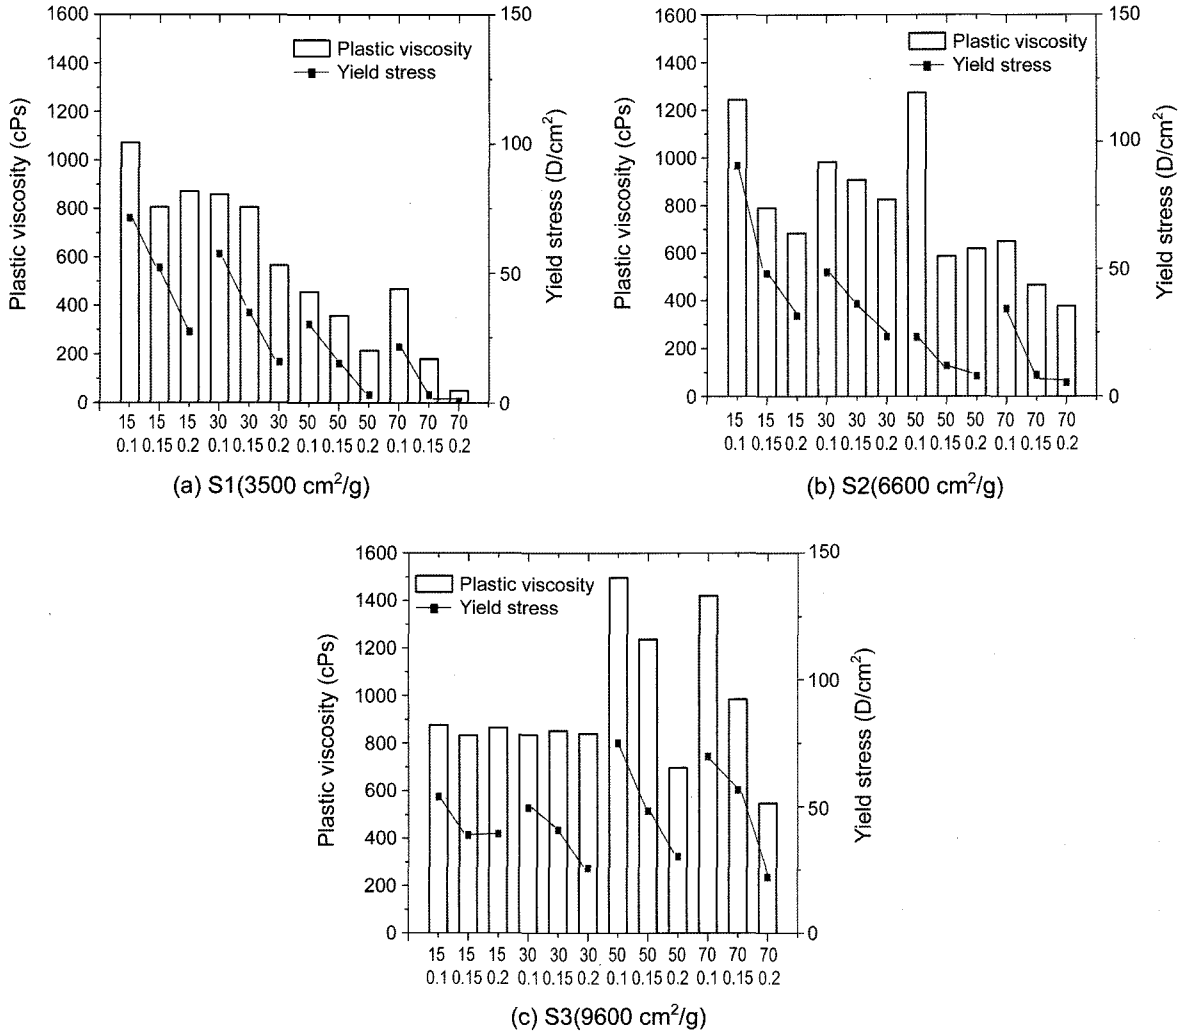 1600
1400
1200
1000
800
600
400
200
0
Plastic viscosity (cPs)
Plastic viscosity
Yield stress
150
100
50
0
Yield stress (D/cm²)
15 15 15 30 30 30 50 50 50 70 70 70
0.1 0.15 0.2 0.1 0.15 0.2 0.1 0.15 0.2 0.1 0.15 0.2
(a) S1(3500 cm²/g)
1600
1400
1200
1000
800
600
400
200
0
Plastic viscosity (cPs)
Plastic viscosity
Yield stress
150
100
50
0
Yield stress (D/cm²)
15 15 15 30 30 30 50 50 50 70 70 70
0.1 0.15 0.2 0.1 0.15 0.2 0.1 0.15 0.2 0.1 0.15 0.2
(b) S2(6600 cm²/g)
1600
1400
1200
1000
800
600
400
200
0
Plastic viscosity (cPs)
Plastic viscosity
Yield stress
150
100
50
0
Yield stress (D/cm²)
15 15 15 30 30 30 50 50 50 70 70 70
0.1 0.15 0.2 0.1 0.15 0.2 0.1 0.15 0.2 0.1 0.15 0.2
(c) S3(9600 cm²/g)